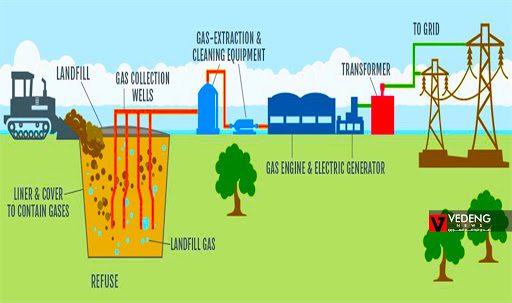 LANDFILL
GAS COLLECTION
WELLS
GAS-EXTRACTION &
CLEANING EQUIPMENT
TRANSFORMER
TO GRID
GAS ENGINE & ELECTRIC GENERATOR
LINER & COVER
TO CONTAIN GASES
LANDFILL GAS
REFUSE
VEDENG
NEWS